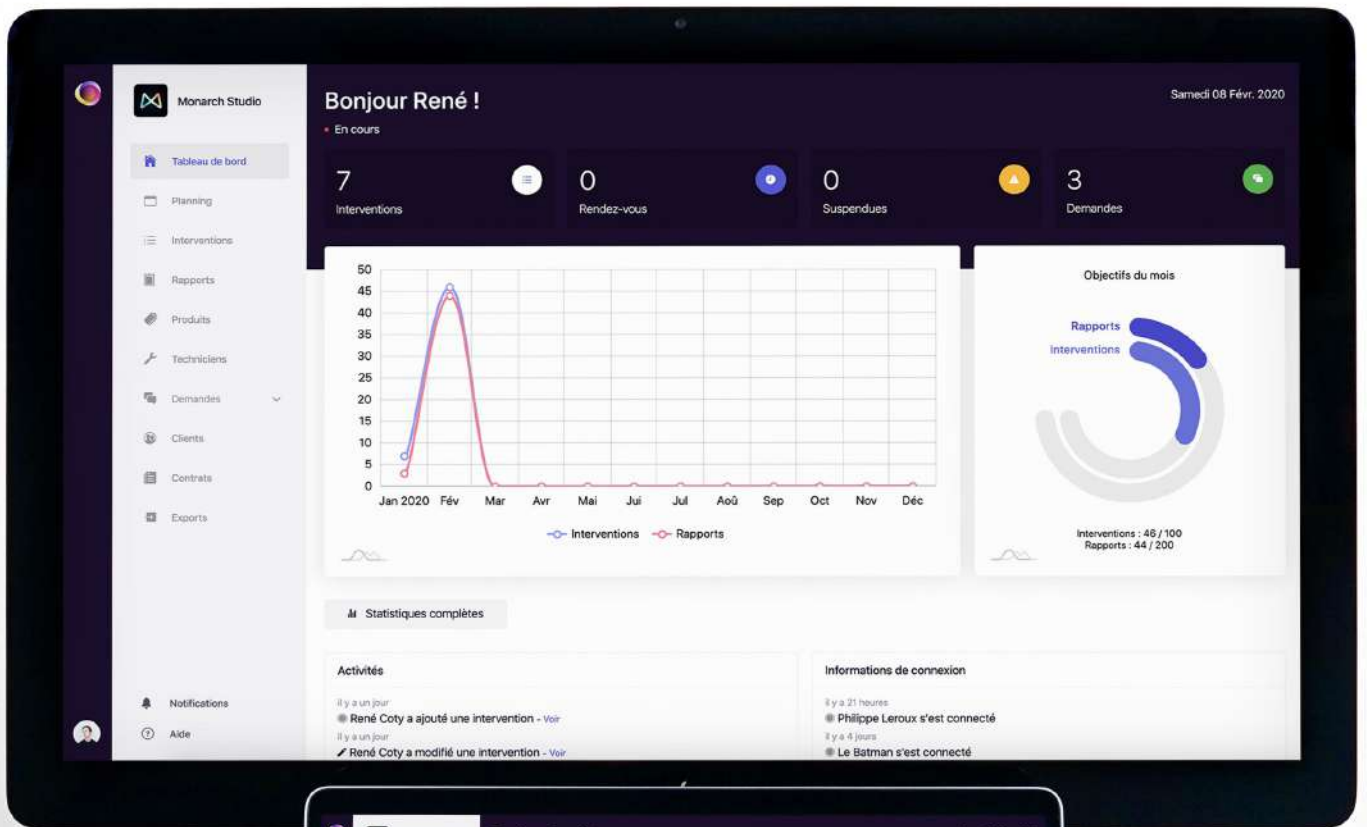 Monarch Studio
Tableau de bord
Planning
Interventions
Rapports
Produits
Techniciens
Demandes
Clients
Contrats
Exports
Notifications
Aide
Bonjour René !
Samedi 08 Févr. 2020
En cours
7
Interventions
0
Rendez-vous
0
Suspendues
3
Demandes
50
45
40
35
30
25
20
15
10
5
0
Jan 2020 Fév Mar Avr Mai Jui Jul Aoû Sep Oct Nov Déc
Interventions Rapports
Objectifs du mois
Rapports
Interventions
Interventions : 46 / 100
Rapports : 44 / 200
Statistiques complètes
Activités
il y a un jour
René Coty a ajouté une intervention - Voir
il y a un jour
René Coty a modifié une intervention - Voir
Informations de connexion
il y a 21 heures
Philippe Leroux s'est connecté
il y a 4 jours
Le Batman s'est connecté